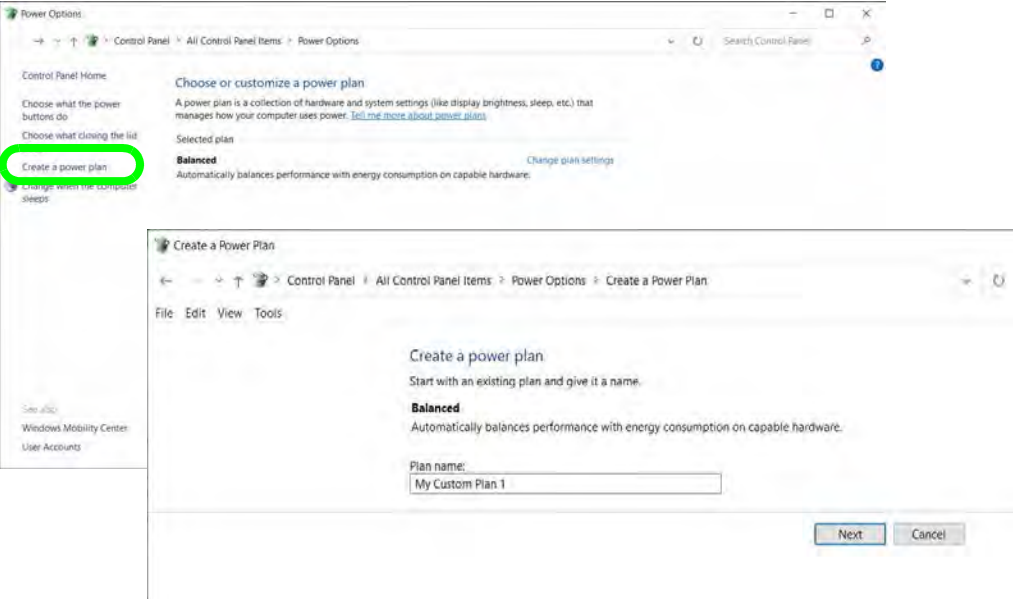 Power Options
Control Panel > All Control Panel Items > Power Options
Search Control Panel
Control Panel Home
Choose what the power
buttons do
Choose what closing the lid
Create a power plan
Change when the computer
sleeps
Choose or customize a power plan
A power plan is a collection of hardware and system settings (like display brightness, sleep, etc.) that
manages how your computer uses power. Tell me more about power plans
Selected plan
Balanced
Change plan settings
Automatically balances performance with energy consumption on capable hardware.
See also
Windows Mobility Center
User Accounts
Create a Power Plan
Control Panel > All Control Panel Items > Power Options > Create a Power Plan
File Edit View Tools
Create a power plan
Start with an existing plan and give it a name.
Balanced
Automatically balances performance with energy consumption on capable hardware.
Plan name:
My Custom Plan 1
Next Cancel